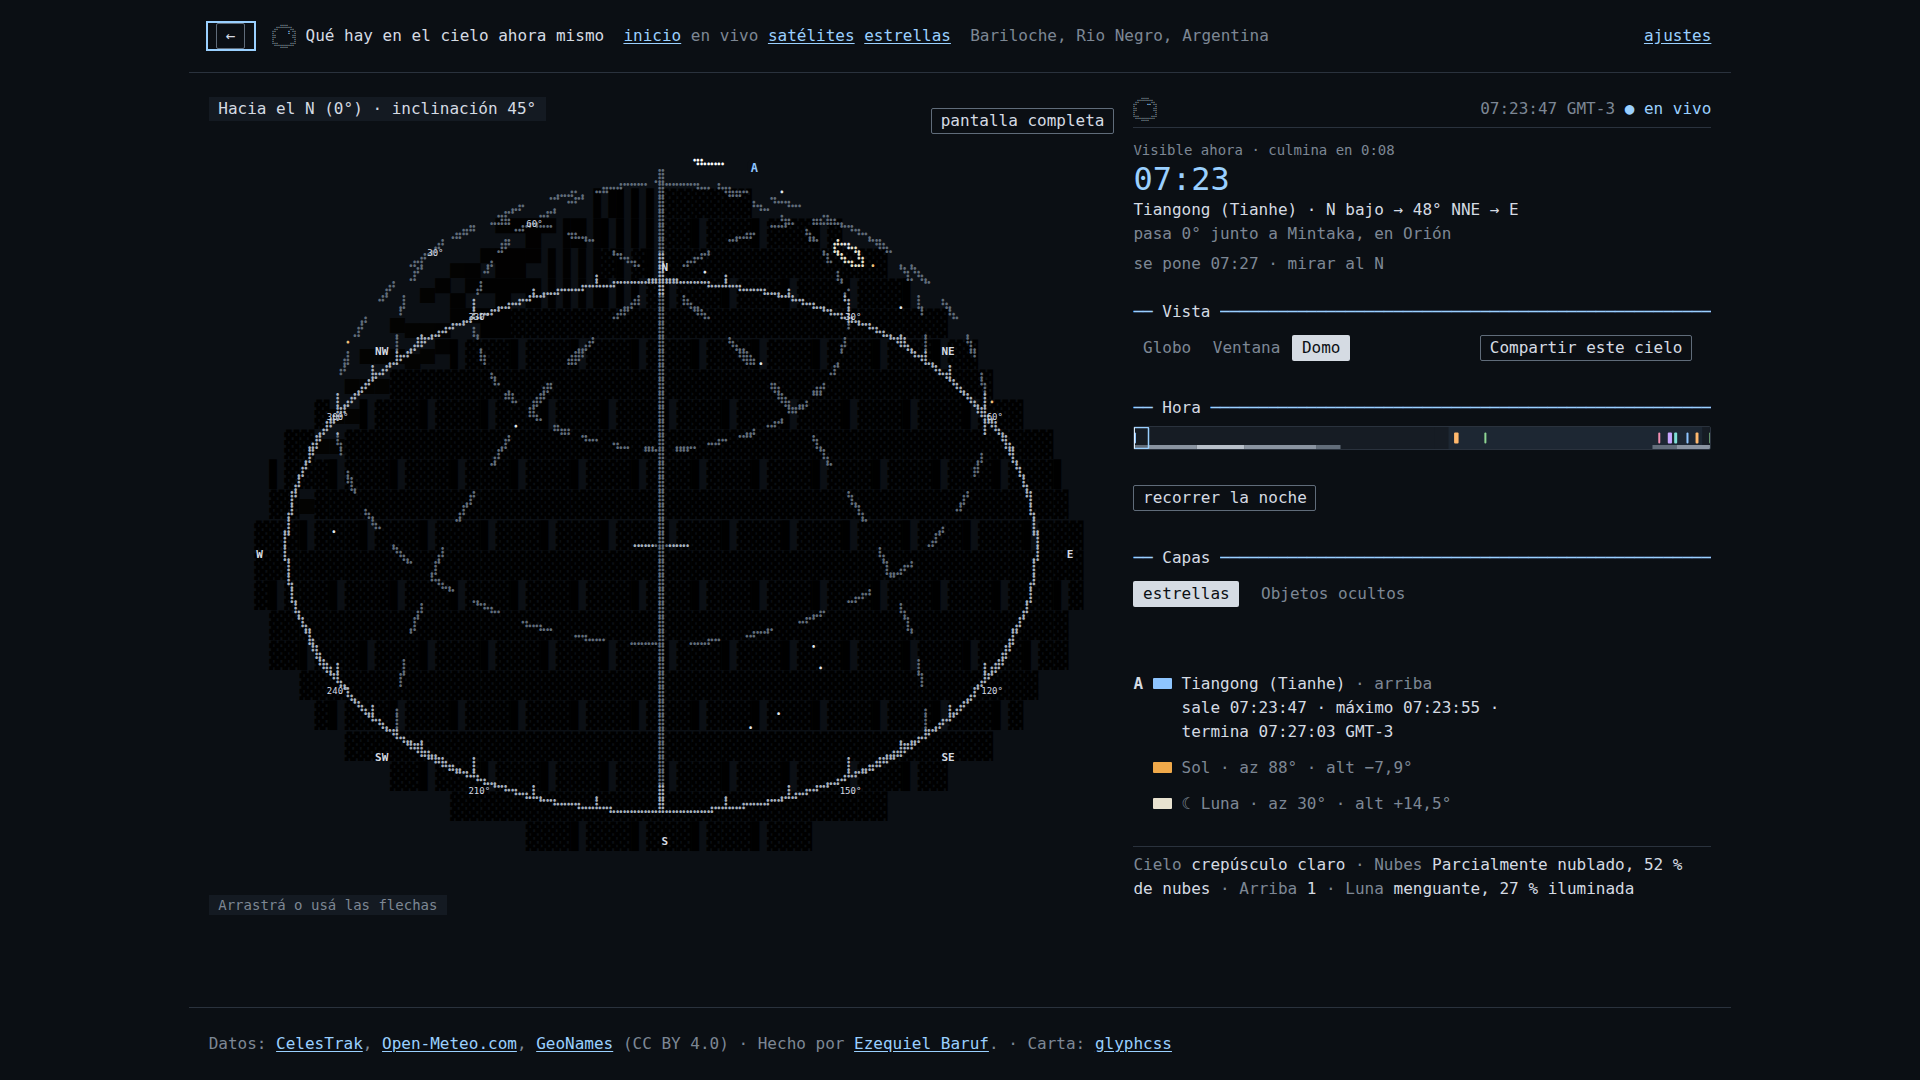 ← Qué hay en el cielo ahora mismo inicio en vivo satélites estrellas Bariloche, Rio Negro, Argentina ajustes
Hacia el N (0°) · inclinación 45°
pantalla completa
07:23:47 GMT-3 ● en vivo
A
60°
30°
N
330°
30°
NW
NE
300°
60°
W
E
240°
120°
SW
SE
210°
150°
S
Arrastrá o usá las flechas
Visible ahora · culmina en 0:08
07:23
Tiangong (Tianhe) · N bajo → 48° NNE → E
pasa 0° junto a Mintaka, en Orión
se pone 07:27 · mirar al N
Vista
Globo Ventana Domo Compartir este cielo
Hora
recorrer la noche
Capas
estrellas Objetos ocultos
A Tiangong (Tianhe) · arriba
sale 07:23:47 · máximo 07:23:55 ·
termina 07:27:03 GMT-3
Sol · az 88° · alt −7,9°
☾ Luna · az 30° · alt +14,5°
Cielo crepúsculo claro · Nubes Parcialmente nublado, 52 %
de nubes · Arriba 1 · Luna menguante, 27 % iluminada
Datos: CelesTrak, Open-Meteo.com, GeoNames (CC BY 4.0) · Hecho por Ezequiel Baruf. · Carta: glyphcss